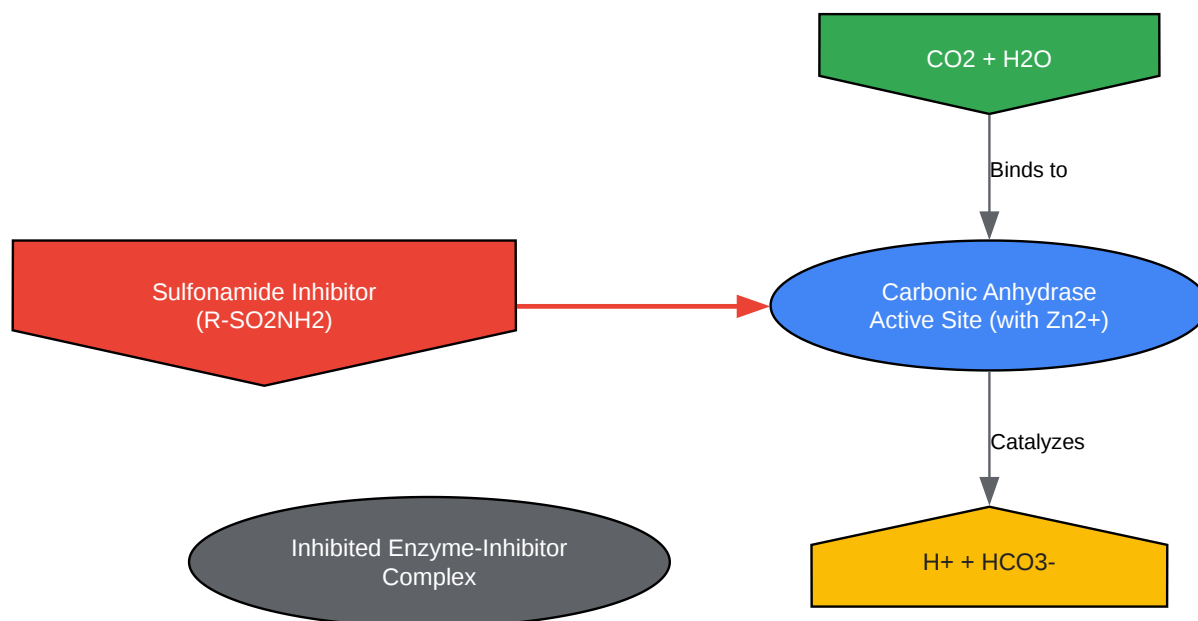 CO2 + H2O
Binds to
Sulfonamide Inhibitor
(R-SO2NH2)
Carbonic Anhydrase
Active Site (with Zn2+)
Catalyzes
Inhibited Enzyme-Inhibitor
Complex
H+ + HCO3-